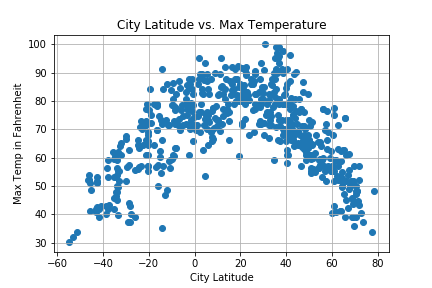 City Latitude vs. Max Temperature
100
90
80
70
60
50
40
30
Max Temp in Fahrenheit
−60 −40 −20 0 20 40 60 80
City Latitude